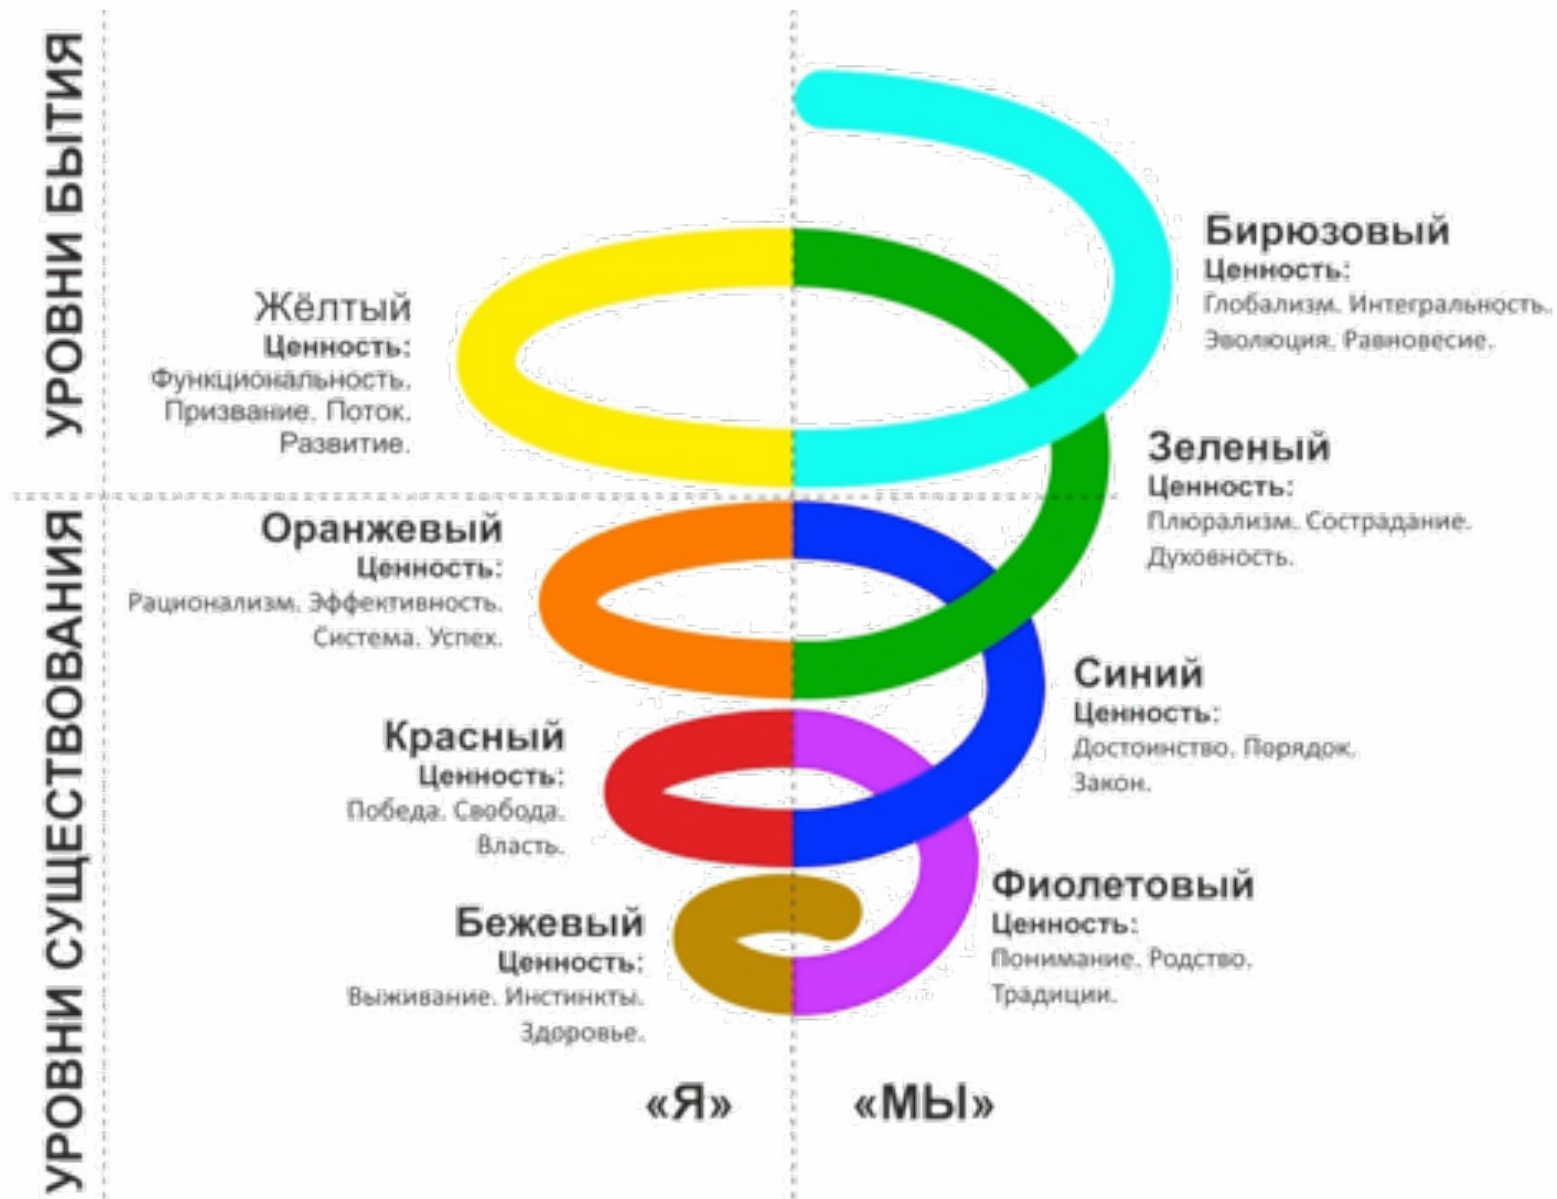 УРОВНИ БЫТИЯ
Бирюзовый
Ценность:
Глобализм. Интегральность.
Эволюция. Равновесие.
Жёлтый
Ценность:
Функциональность.
Призвание. Поток.
Развитие.
Зеленый
Ценность:
Плюрализм. Сострадание.
Духовность.
УРОВНИ СУЩЕСТВОВАНИЯ
Оранжевый
Ценность:
Рационализм. Эффективность.
Система. Успех.
Синий
Ценность:
Достоинство. Порядок.
Закон.
Красный
Ценность:
Победа. Свобода.
Власть.
Фиолетовый
Ценность:
Понимание. Родство.
Традиции.
Бежевый
Ценность:
Выживание. Инстинкты.
Здоровье.
«Я»
«МЫ»